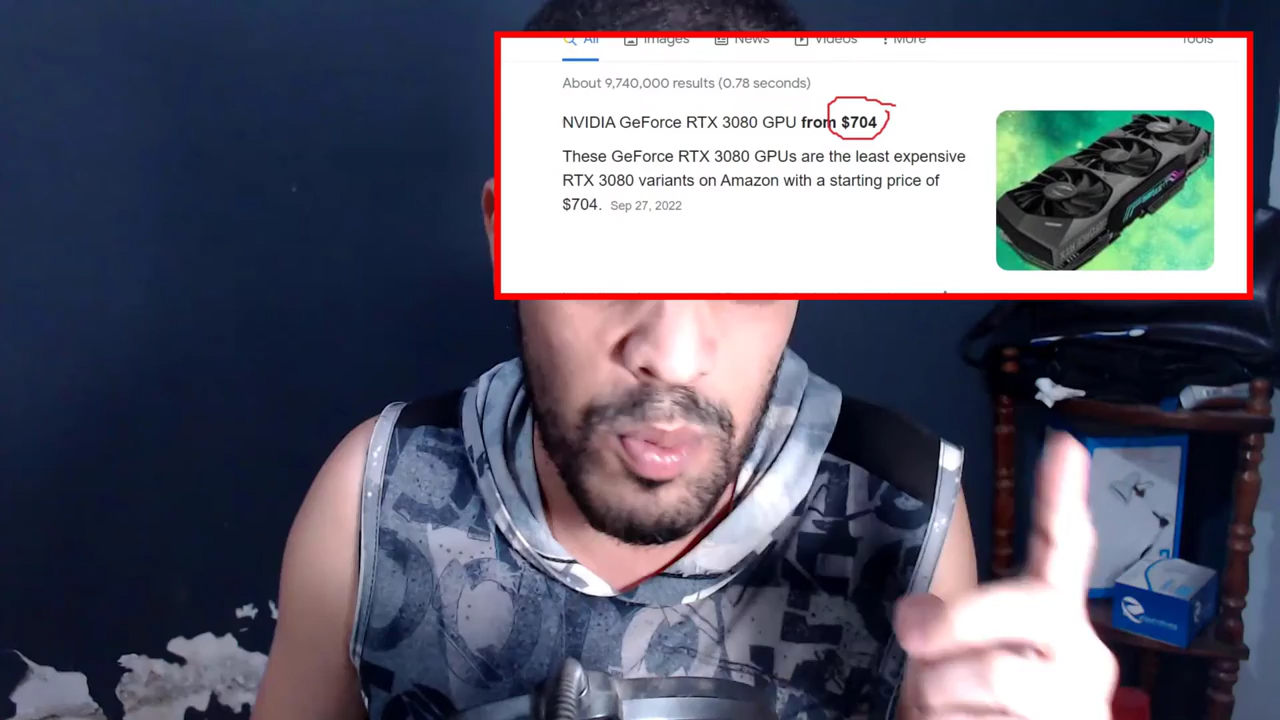 All Images News Videos More Tools
About 9,740,000 results (0.78 seconds)
NVIDIA GeForce RTX 3080 GPU from $704
These GeForce RTX 3080 GPUs are the least expensive
RTX 3080 variants on Amazon with a starting price of
$704. Sep 27, 2022